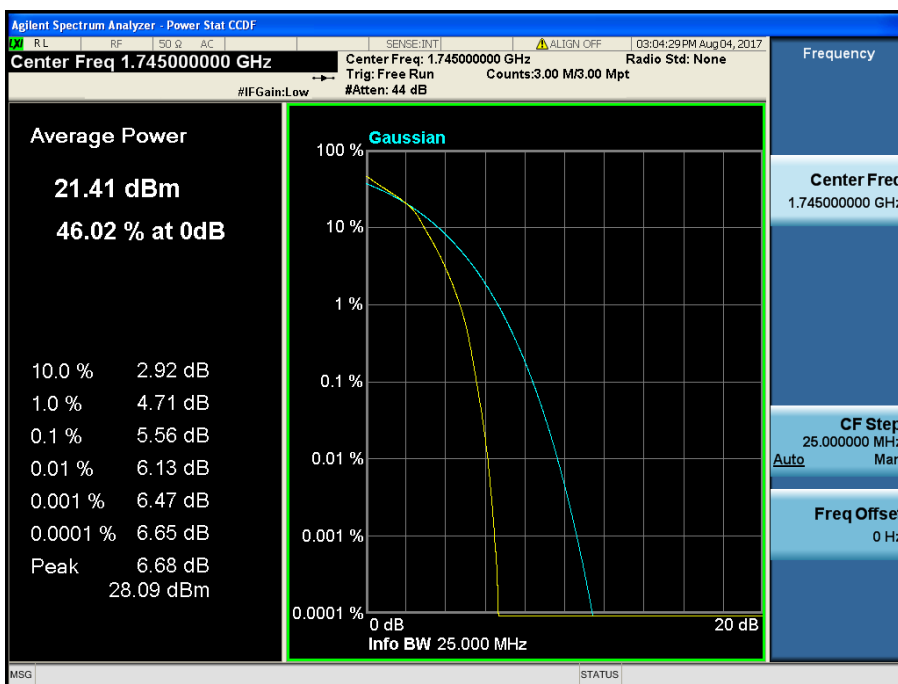 Agilent Spectrum Analyzer - Power Stat CCDF
LXI RL RF 50 Ω AC SENSE:INT ALIGN OFF 03:04:29 PM Aug 04, 2017
Center Freq 1.745000000 GHz
Center Freq: 1.745000000 GHz Radio Std: None
Trig: Free Run Counts:3.00 M/3.00 Mpt
#IFGain:Low #Atten: 44 dB
Average Power
21.41 dBm
46.02 % at 0dB
10.0 % 2.92 dB
1.0 % 4.71 dB
0.1 % 5.56 dB
0.01 % 6.13 dB
0.001 % 6.47 dB
0.0001 % 6.65 dB
Peak 6.68 dB
28.09 dBm
Gaussian
100 %
10 %
1 %
0.1 %
0.01 %
0.001 %
0.0001 %
0 dB 20 dB
Info BW 25.000 MHz
Frequency
Center Freq
1.745000000 GHz
CF Step
25.000000 MHz
Auto Man
Freq Offset
0 Hz
MSG STATUS